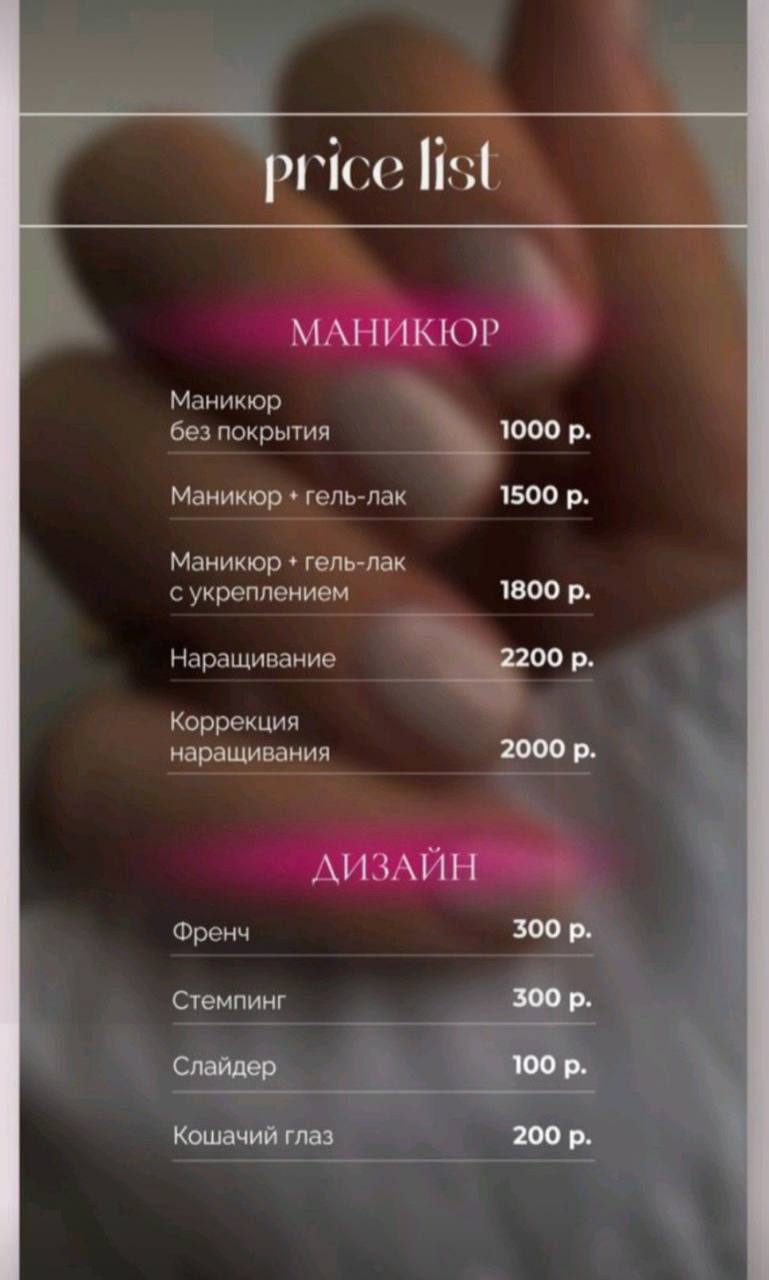 price list
МАНИКЮР
Маникюр
без покрытия 1000 р.
Маникюр + гель-лак 1500 р.
Маникюр + гель-лак
с укреплением 1800 р.
Наращивание 2200 р.
Коррекция
наращивания 2000 р.
ДИЗАЙН
Френч 300 р.
Стемпинг 300 р.
Слайдер 100 р.
Кошачий глаз 200 р.